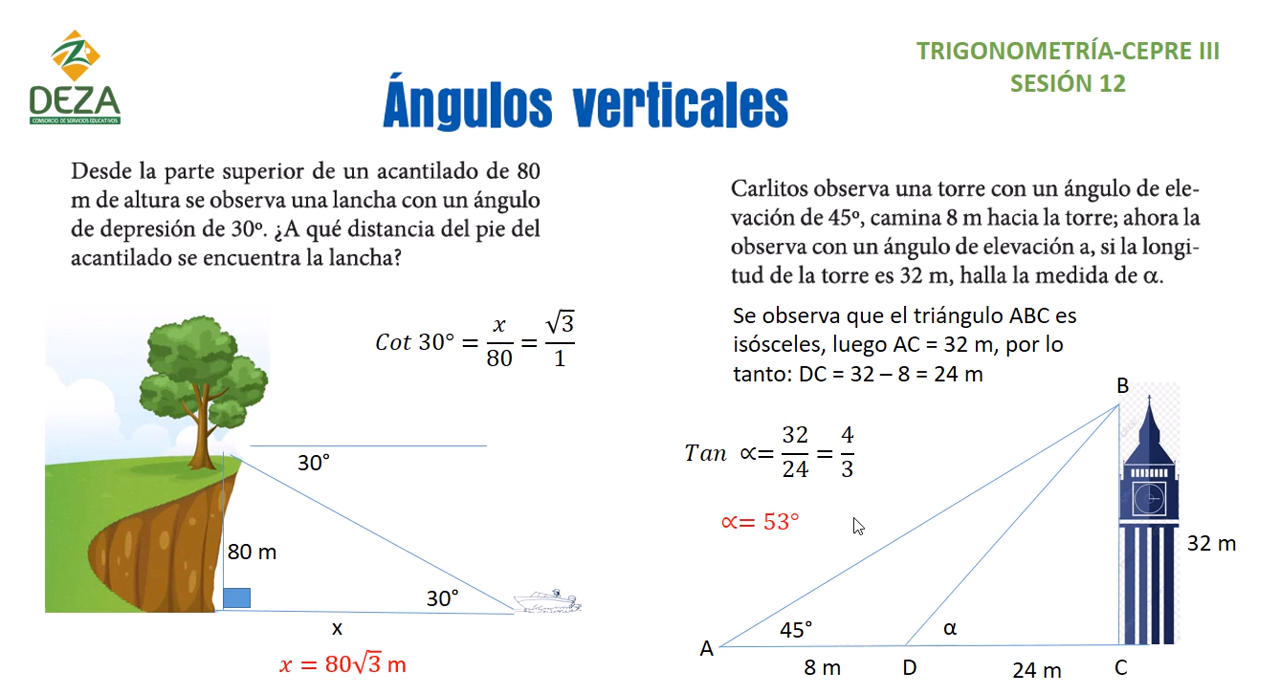 DEZA
CONSORCIO DE SERVICIOS EDUCATIVOS
TRIGONOMETRÍA-CEPRE III
SESIÓN 12
Ángulos verticales
Desde la parte superior de un acantilado de 80
m de altura se observa una lancha con un ángulo
de depresión de 30º. ¿A qué distancia del pie del
acantilado se encuentra la lancha?
Cot 30° = x/80 = √3/1
30°
80 m
30°
x
x = 80√3 m
Carlitos observa una torre con un ángulo de ele-
vación de 45º, camina 8 m hacia la torre; ahora la
observa con un ángulo de elevación a, si la longi-
tud de la torre es 32 m, halla la medida de α.
Se observa que el triángulo ABC es
isósceles, luego AC = 32 m, por lo
tanto: DC = 32 – 8 = 24 m
Tan ∝= 32/24 = 4/3
∝= 53°
B
32 m
45°
α
A
8 m
D
24 m
C